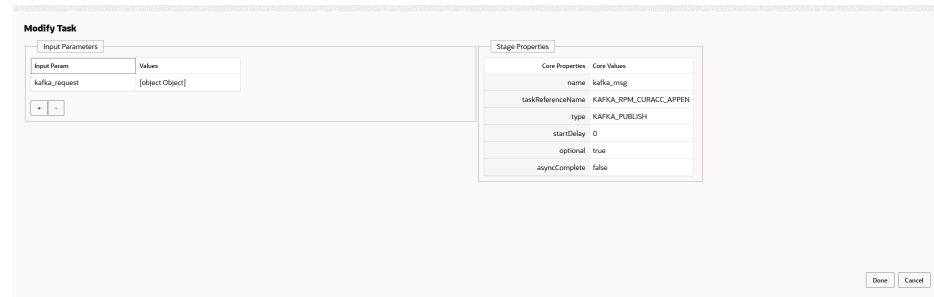 Modify Task
Input Parameters
Input Param Values
kafka_request [object Object]
+ -
Stage Properties
Core Properties Core Values
name kafka_msg
taskReferenceName KAFKA_RPM_CURACC_APPEN
type KAFKA_PUBLISH
startDelay 0
optional true
asyncComplete false
Done Cancel